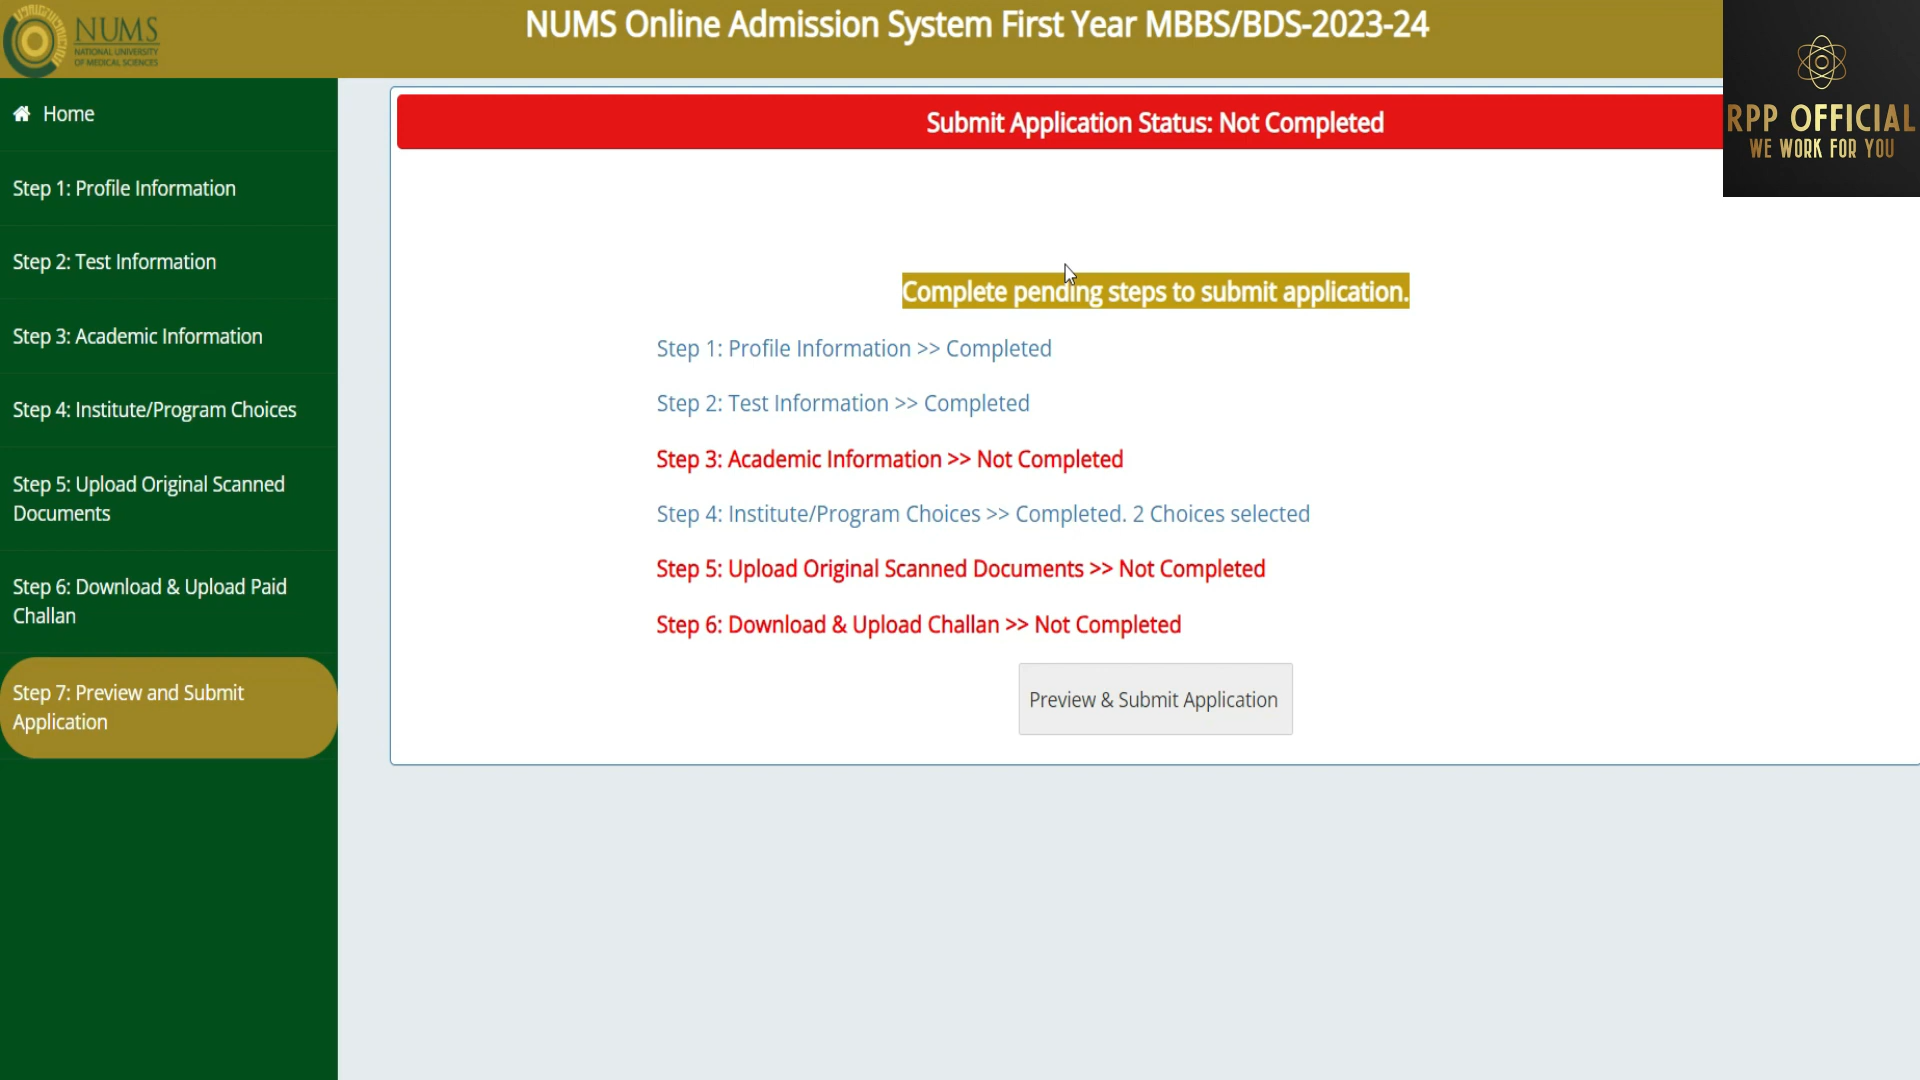 NUMS
NATIONAL UNIVERSITY
OF MEDICAL SCIENCES
NUMS Online Admission System First Year MBBS/BDS-2023-24
RPP OFFICIAL
WE WORK FOR YOU
Home
Step 1: Profile Information
Step 2: Test Information
Step 3: Academic Information
Step 4: Institute/Program Choices
Step 5: Upload Original Scanned
Documents
Step 6: Download & Upload Paid
Challan
Step 7: Preview and Submit
Application
Submit Application Status: Not Completed
Complete pending steps to submit application.
Step 1: Profile Information >> Completed
Step 2: Test Information >> Completed
Step 3: Academic Information >> Not Completed
Step 4: Institute/Program Choices >> Completed. 2 Choices selected
Step 5: Upload Original Scanned Documents >> Not Completed
Step 6: Download & Upload Challan >> Not Completed
Preview & Submit Application